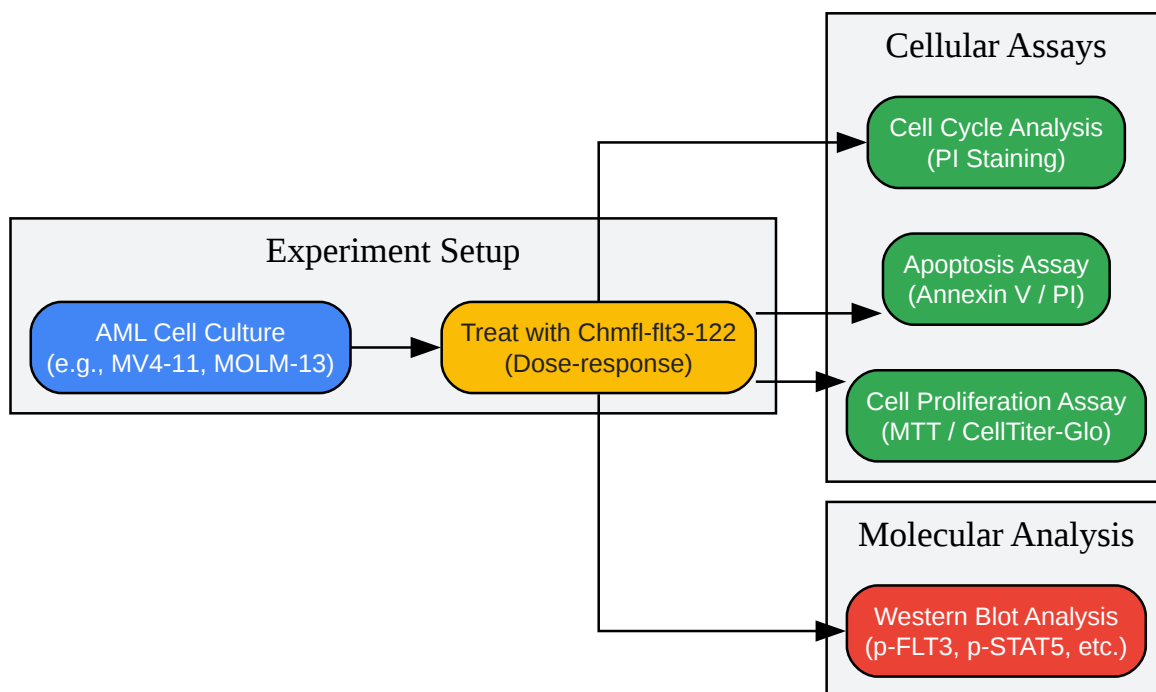 Cellular Assays
Cell Cycle Analysis
(PI Staining)
Experiment Setup
Apoptosis Assay
(Annexin V / PI)
AML Cell Culture
(e.g., MV4-11, MOLM-13)
Treat with Chmfl-flt3-122
(Dose-response)
Cell Proliferation Assay
(MTT / CellTiter-Glo)
Molecular Analysis
Western Blot Analysis
(p-FLT3, p-STAT5, etc.)